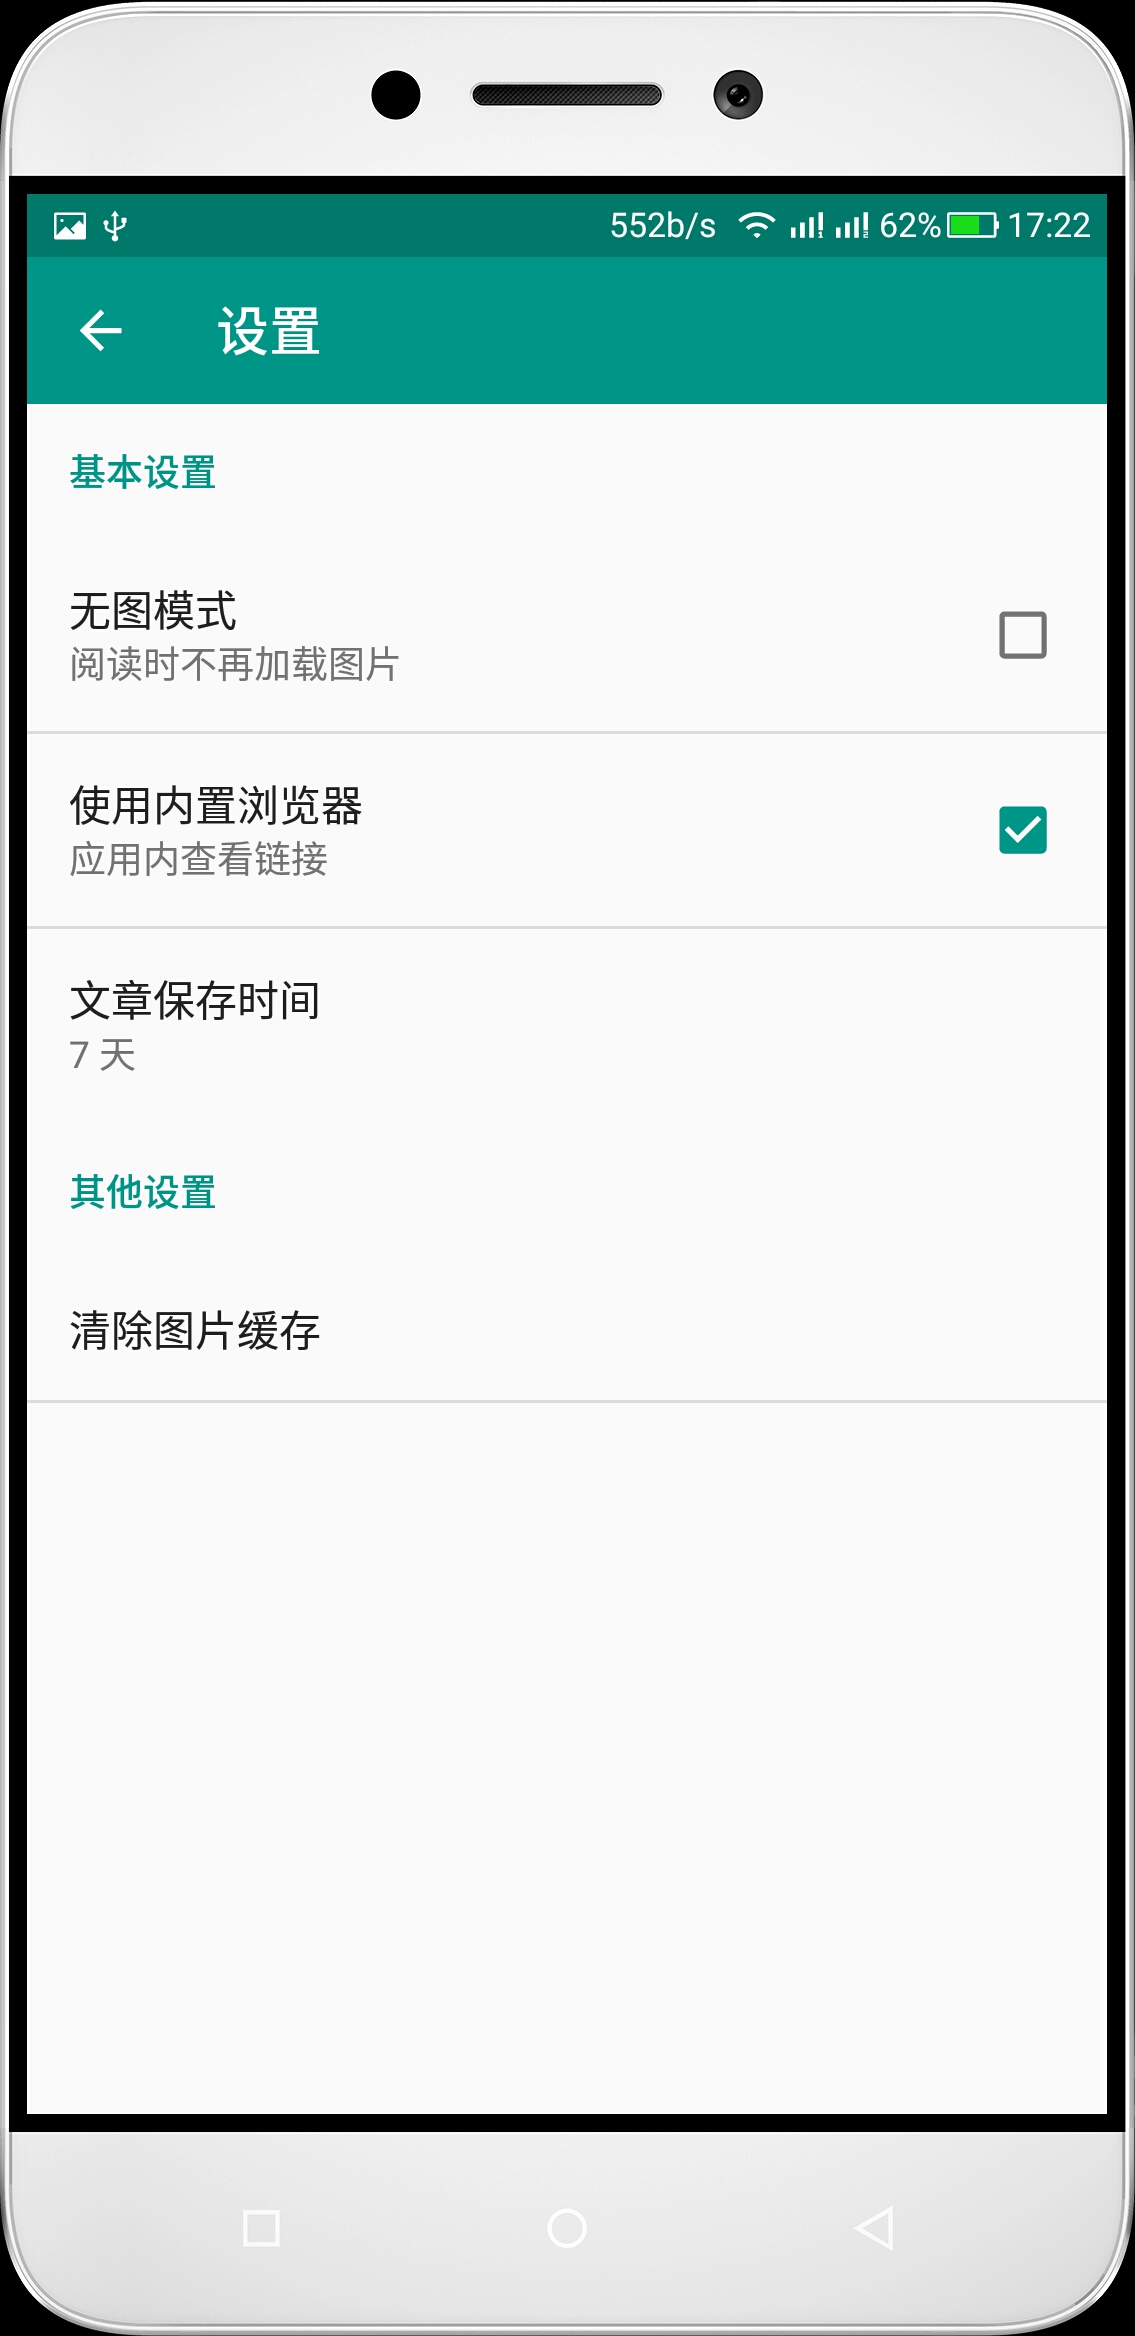 552b/s 62% 17:22
设置
基本设置
无图模式
阅读时不再加载图片
使用内置浏览器
应用内查看链接
文章保存时间
7 天
其他设置
清除图片缓存